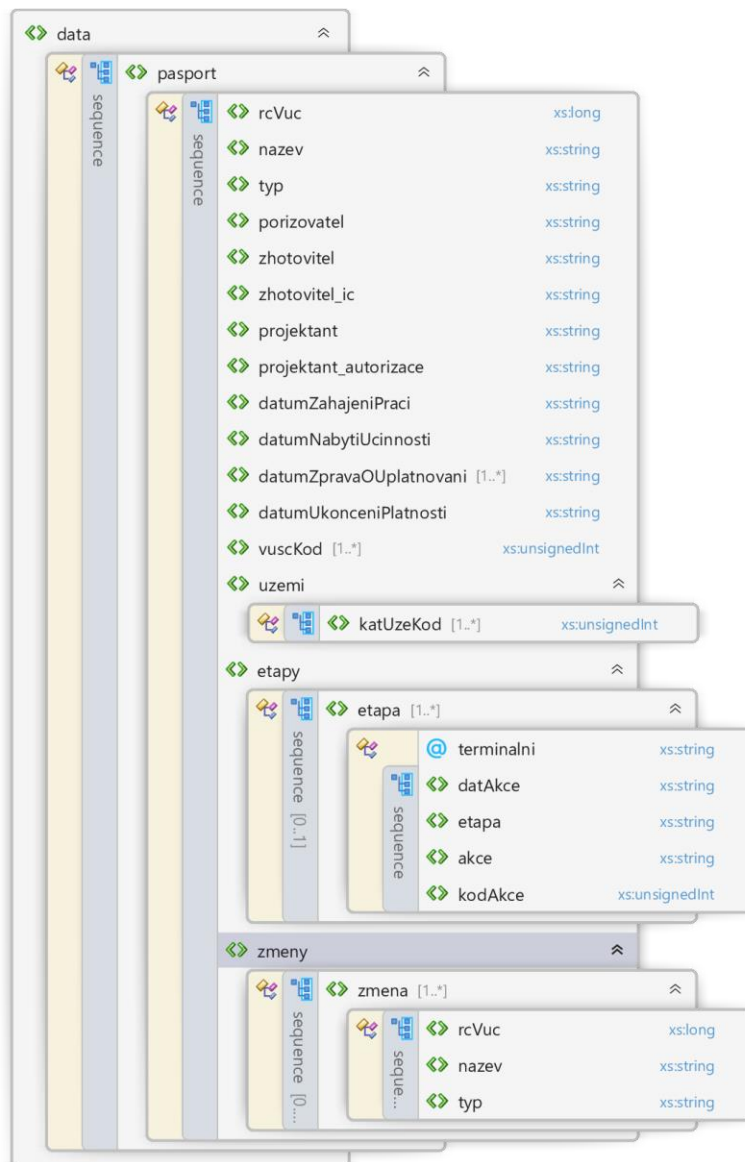 data
pasport
sequence
sequence
rcVuc xs:long
nazev xs:string
typ xs:string
porizovatel xs:string
zhotovitel xs:string
zhotovitel_ic xs:string
projektant xs:string
projektant_autorizace xs:string
datumZahajeniPraci xs:string
datumNabytiUcinnosti xs:string
datumZpravaOUplatnovani [1..*] xs:string
datumUkonceniPlatnosti xs:string
vuscKod [1..*] xs:unsignedInt
uzemi
katUzeKod [1..*] xs:unsignedInt
etapy
sequence [0..1]
etapa [1..*]
sequence
@ terminalni xs:string
datAkce xs:string
etapa xs:string
akce xs:string
kodAkce xs:unsignedInt
zmeny
sequence [0....
zmena [1..*]
seque...
rcVuc xs:long
nazev xs:string
typ xs:string